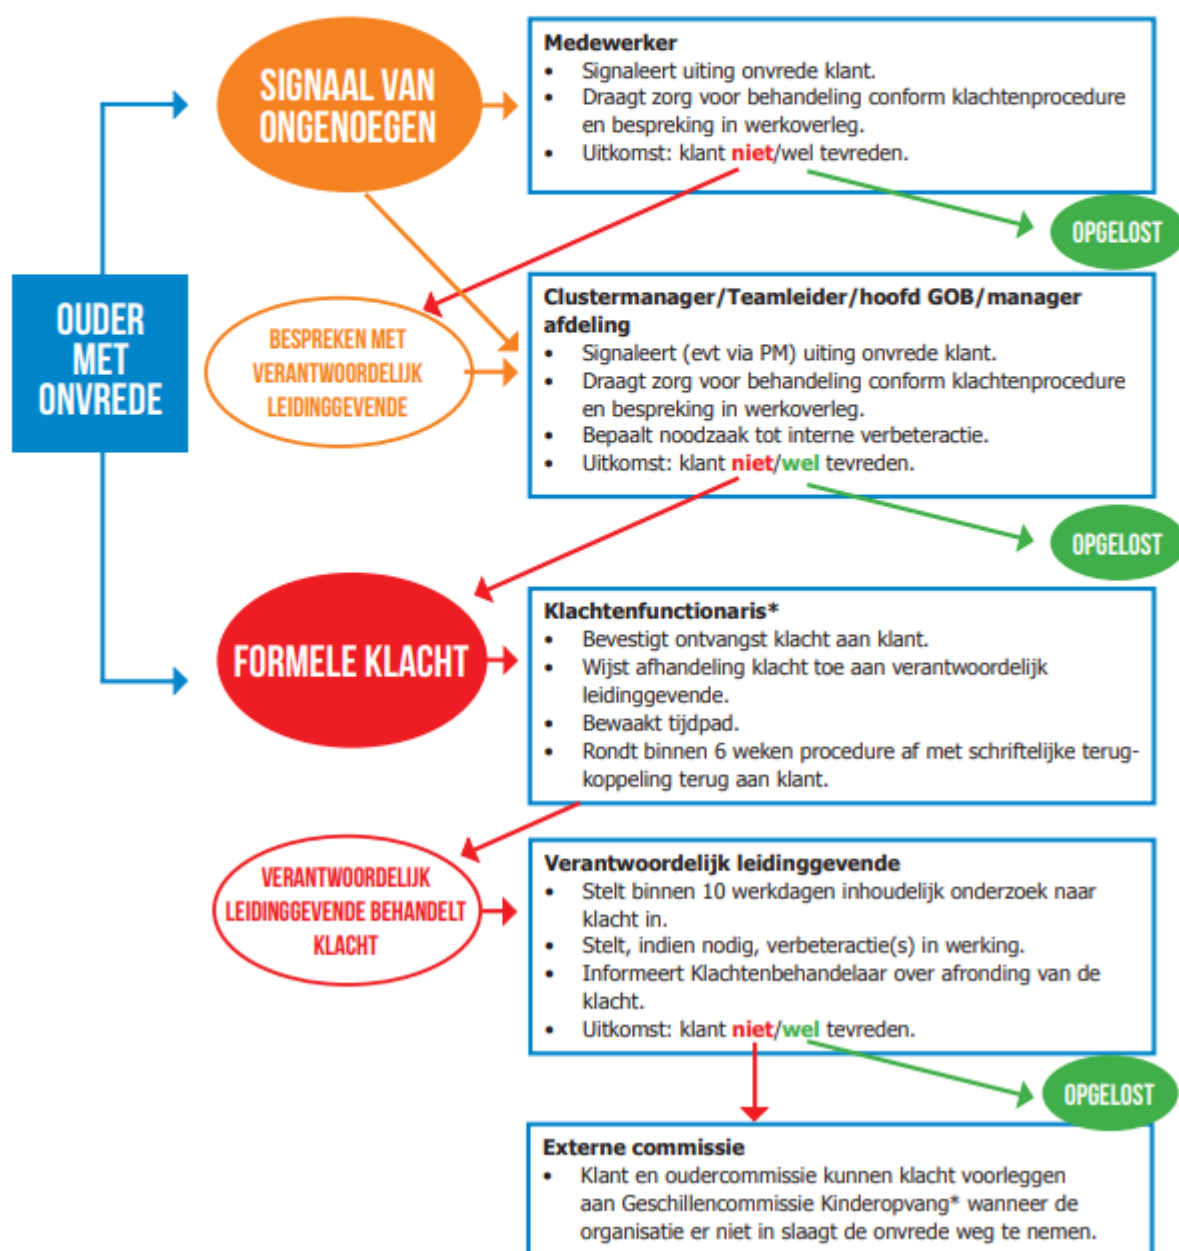 SIGNAAL VAN
ONGENOEGEN
Medewerker
• Signaleert uiting onvrede klant.
• Draagt zorg voor behandeling conform klachtenprocedure
en bespreking in werkoverleg.
• Uitkomst: klant niet/wel tevreden.
OPGELOST
OUDER
MET
ONVREDE
BESPREKEN MET
VERANTWOORDELIJK
LEIDINGGEVENDE
Clustermanager/Teamleider/hoofd GOB/manager
afdeling
• Signaleert (evt via PM) uiting onvrede klant.
• Draagt zorg voor behandeling conform klachtenprocedure
en bespreking in werkoverleg.
• Bepaalt noodzaak tot interne verbeteractie.
• Uitkomst: klant niet/wel tevreden.
OPGELOST
FORMELE KLACHT
Klachtenfunctionaris*
• Bevestigt ontvangst klacht aan klant.
• Wijst afhandeling klacht toe aan verantwoordelijk
leidinggevende.
• Bewaakt tijdpad.
• Rondt binnen 6 weken procedure af met schriftelijke terug-
koppeling terug aan klant.
VERANTWOORDELIJK
LEIDINGGEVENDE BEHANDELT
KLACHT
Verantwoordelijk leidinggevende
• Stelt binnen 10 werkdagen inhoudelijk onderzoek naar
klacht in.
• Stelt, indien nodig, verbeteractie(s) in werking.
• Informeert Klachtenbehandelaar over afronding van de
klacht.
• Uitkomst: klant niet/wel tevreden.
OPGELOST
Externe commissie
• Klant en oudercommissie kunnen klacht voorleggen
aan Geschillencommissie Kinderopvang* wanneer de
organisatie er niet in slaagt de onvrede weg te nemen.